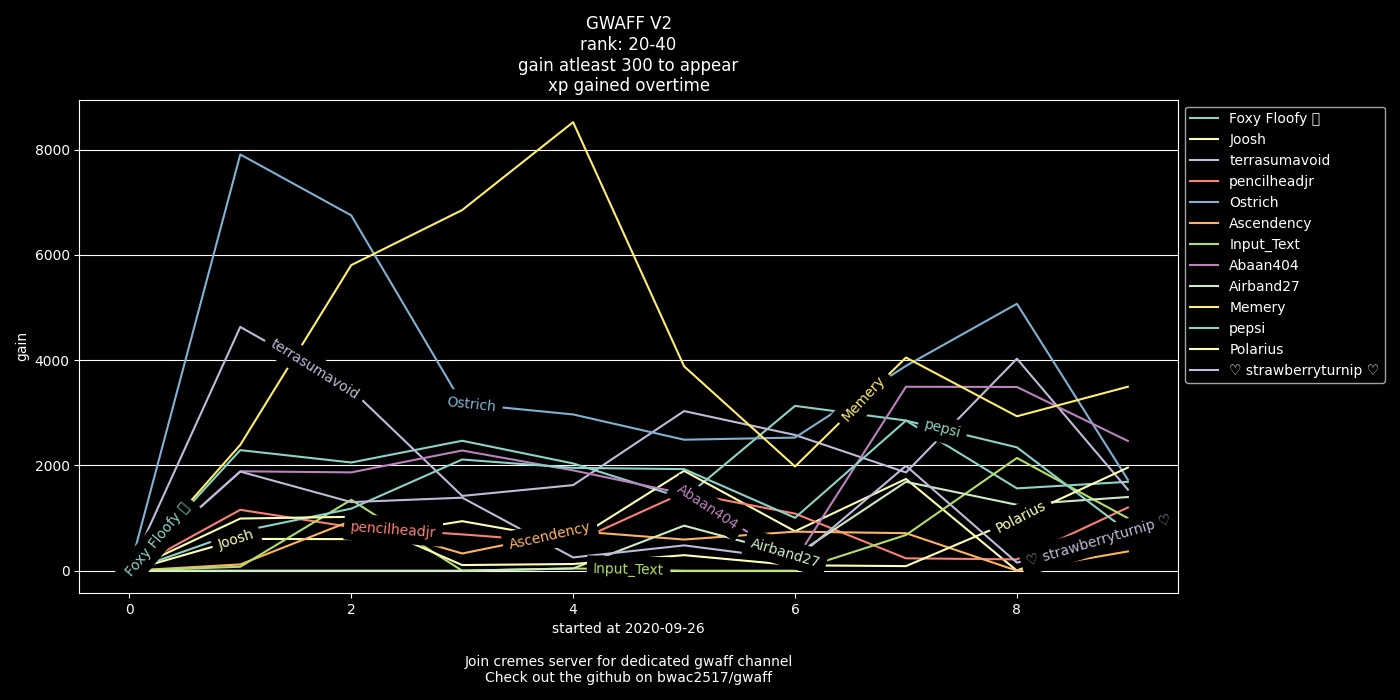 GWAFF V2
rank: 20-40
gain atleast 300 to appear
xp gained overtime
gain
8000
6000
4000
2000
0
0 2 4 6 8
started at 2020-09-26
Join cremes server for dedicated gwaff channel
Check out the github on bwac2517/gwaff
Foxy Floofy
Joosh
terrasumavoid
pencilheadjr
Ostrich
Ascendency
Input_Text
Abaan404
Airband27
Memery
pepsi
Polarius
♡ strawberryturnip ♡
Foxy Floofy
Joosh
terrasumavoid
pencilheadjr
Ostrich
Ascendency
Input_Text
Abaan404
Airband27
Memery
pepsi
Polarius
♡ strawberryturnip ♡